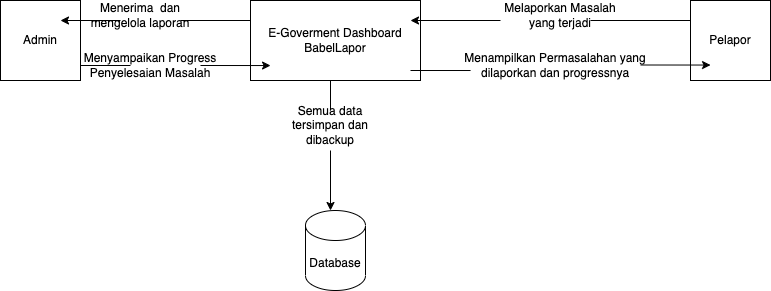 Menerima dan
mengelola laporan
Melaporkan Masalah
yang terjadi
Admin
E-Goverment Dashboard
BabelLapor
Pelapor
Menyampaikan Progress
Penyelesaian Masalah
Menampilkan Permasalahan yang
dilaporkan dan progressnya
Semua data
tersimpan dan
dibackup
Database